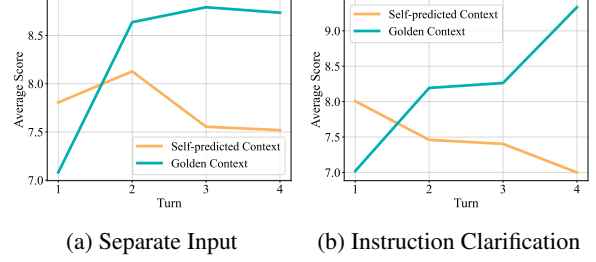 8.5
8.0
7.5
7.0
1
2
3
4
Average Score
Turn
Self-predicted Context
Golden Context
(a) Separate Input
9.0
8.5
8.0
7.5
7.0
1
2
3
4
Average Score
Turn
Self-predicted Context
Golden Context
(b) Instruction Clarification